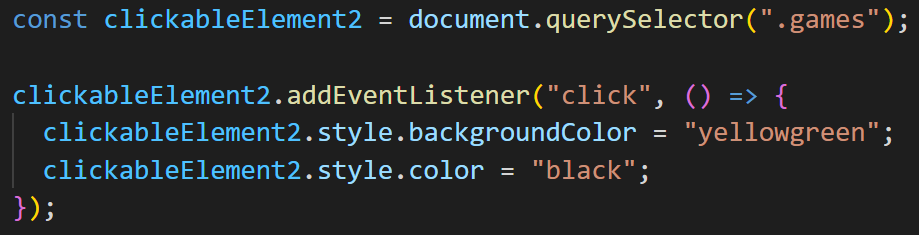 const clickableElement2 = document.querySelector(".games");
clickableElement2.addEventListener("click", () => {
  clickableElement2.style.backgroundColor = "yellowgreen";
  clickableElement2.style.color = "black";
});